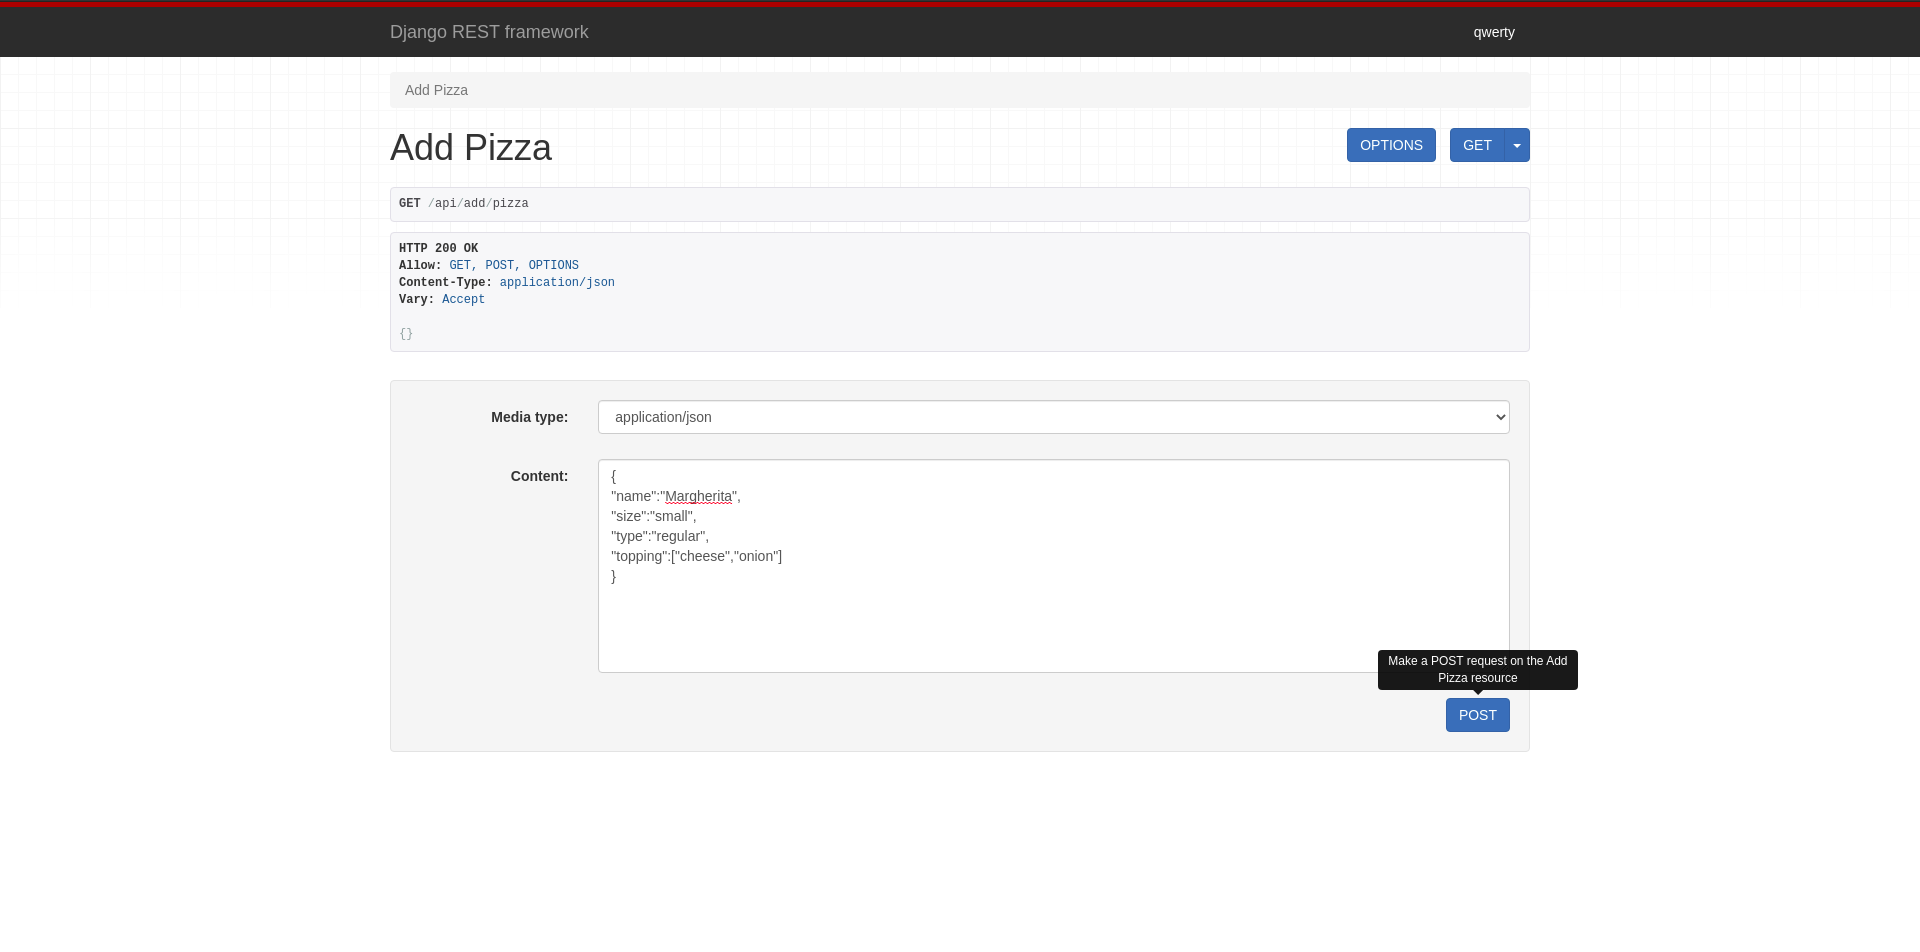 Django REST framework
qwerty
Add Pizza
Add Pizza
OPTIONS
GET
GET /api/add/pizza
HTTP 200 OK
Allow: GET, POST, OPTIONS
Content-Type: application/json
Vary: Accept
{}
Media type:
application/json
Content:
{
"name":"Margherita",
"size":"small",
"type":"regular",
"topping":["cheese","onion"]
}
Make a POST request on the Add
Pizza resource
POST